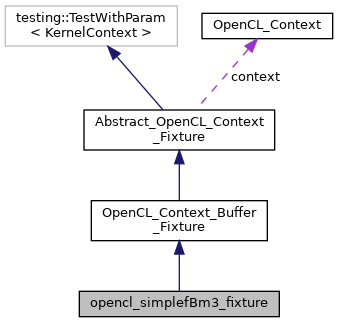 testing::TestWithParam
< KernelContext >
OpenCL_Context
context
Abstract_OpenCL_Context
_Fixture
OpenCL_Context_Buffer
_Fixture
opencl_simplefBm3_fixture